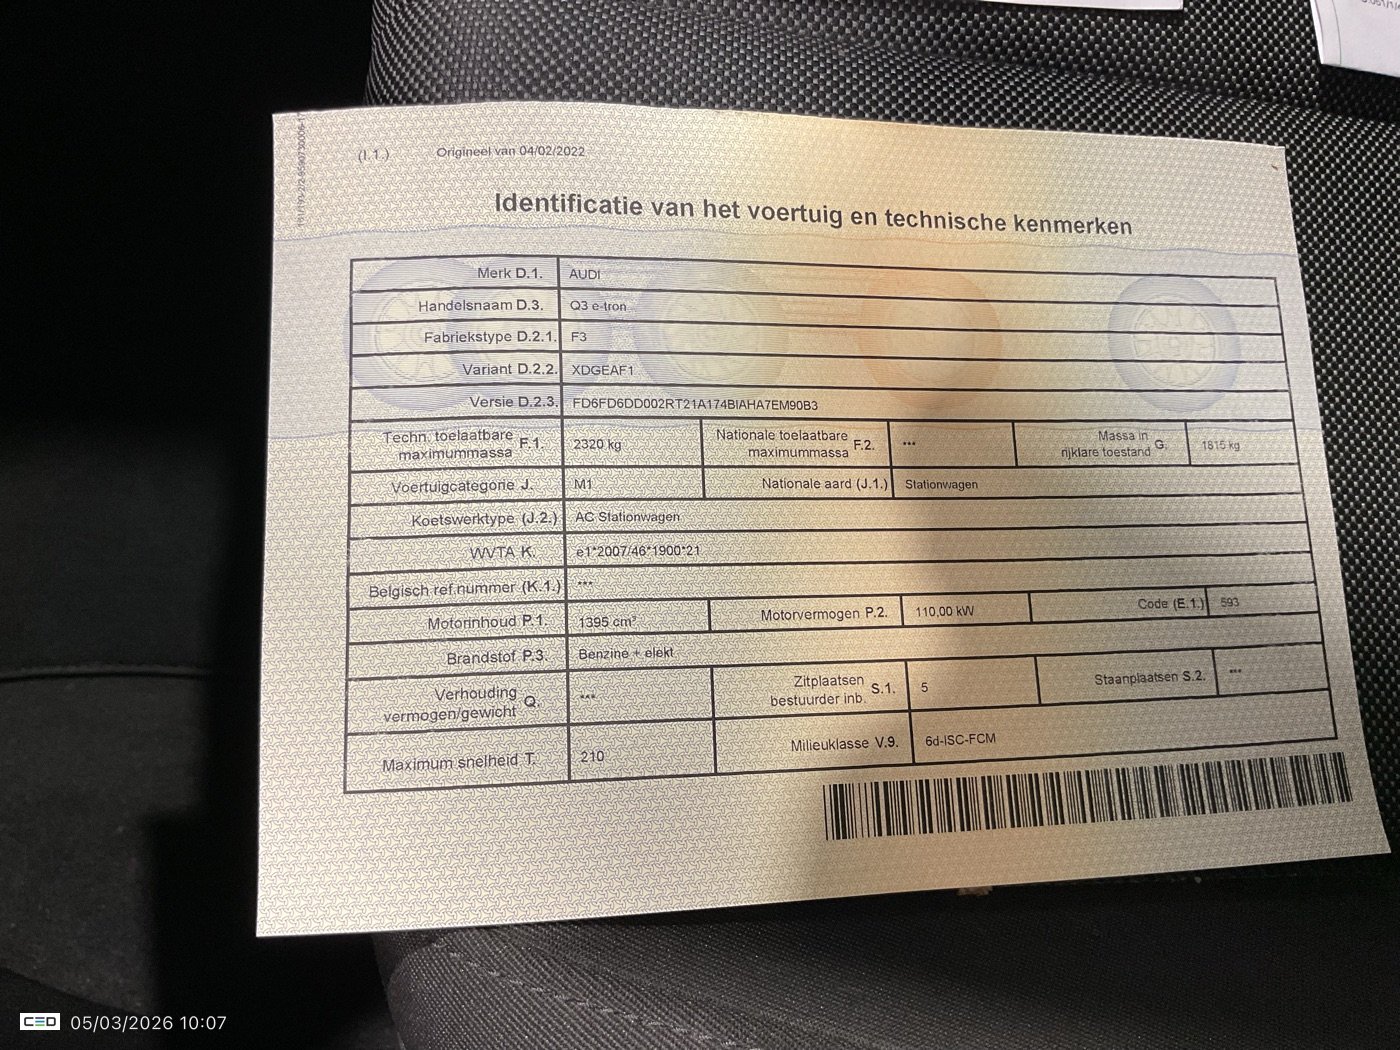 (I.1.) Origineel van 04/02/2022
Identificatie van het voertuig en technische kenmerken
Merk D.1. AUDI
Handelsnaam D.3. Q3 e-tron
Fabriekstype D.2.1. F3
Variant D.2.2. XDGEAF1
Versie D.2.3. FD6FD6DD002RT21A174BIAHA7EM90B3
Techn. toelaatbare maximummassa F.1. 2320 kg Nationale toelaatbare maximummassa F.2. *** Massa in rijklare toestand G. 1815 kg
Voertuigcategorie J. M1 Nationale aard (J.1.) Stationwagen
Koetswerktype (J.2.) AC Stationwagen
WVTA K. e1*2007/46*1900*21
Belgisch ref.nummer (K.1.) ***
Motorinhoud P.1. 1395 cm³ Motorvermogen P.2. 110,00 kW Code (E.1.) 593
Brandstof P.3. Benzine + elekt
Verhouding vermogen/gewicht Q. *** Zitplaatsen bestuurder inb. S.1. 5 Staanplaatsen S.2. ***
Maximum snelheid T. 210 Milieuklasse V.9. 6d-ISC-FCM
CED 05/03/2026 10:07